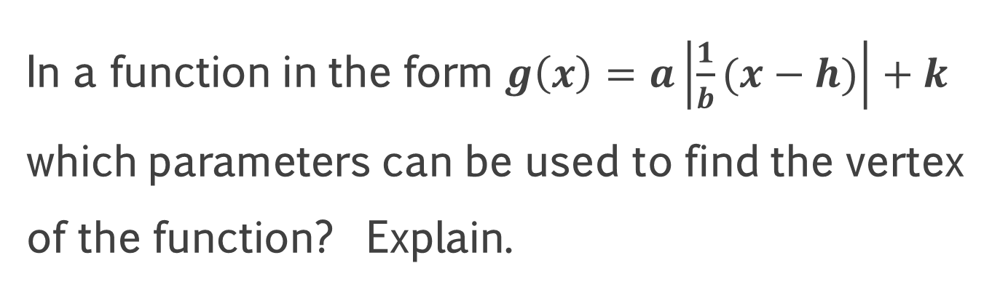 In a function in the form g(x) = a |1/b (x − h)| + k
which parameters can be used to find the vertex
of the function? Explain.